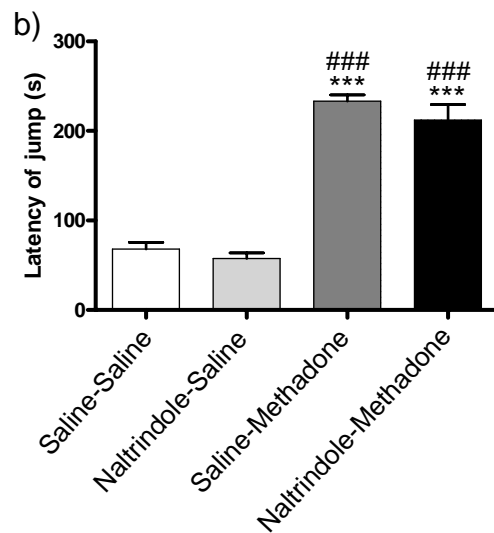 b)
300
200
100
0
Latency of jump (s)
###
***
###
***
Saline-Saline
Naltrindole-Saline
Saline-Methadone
Naltrindole-Methadone